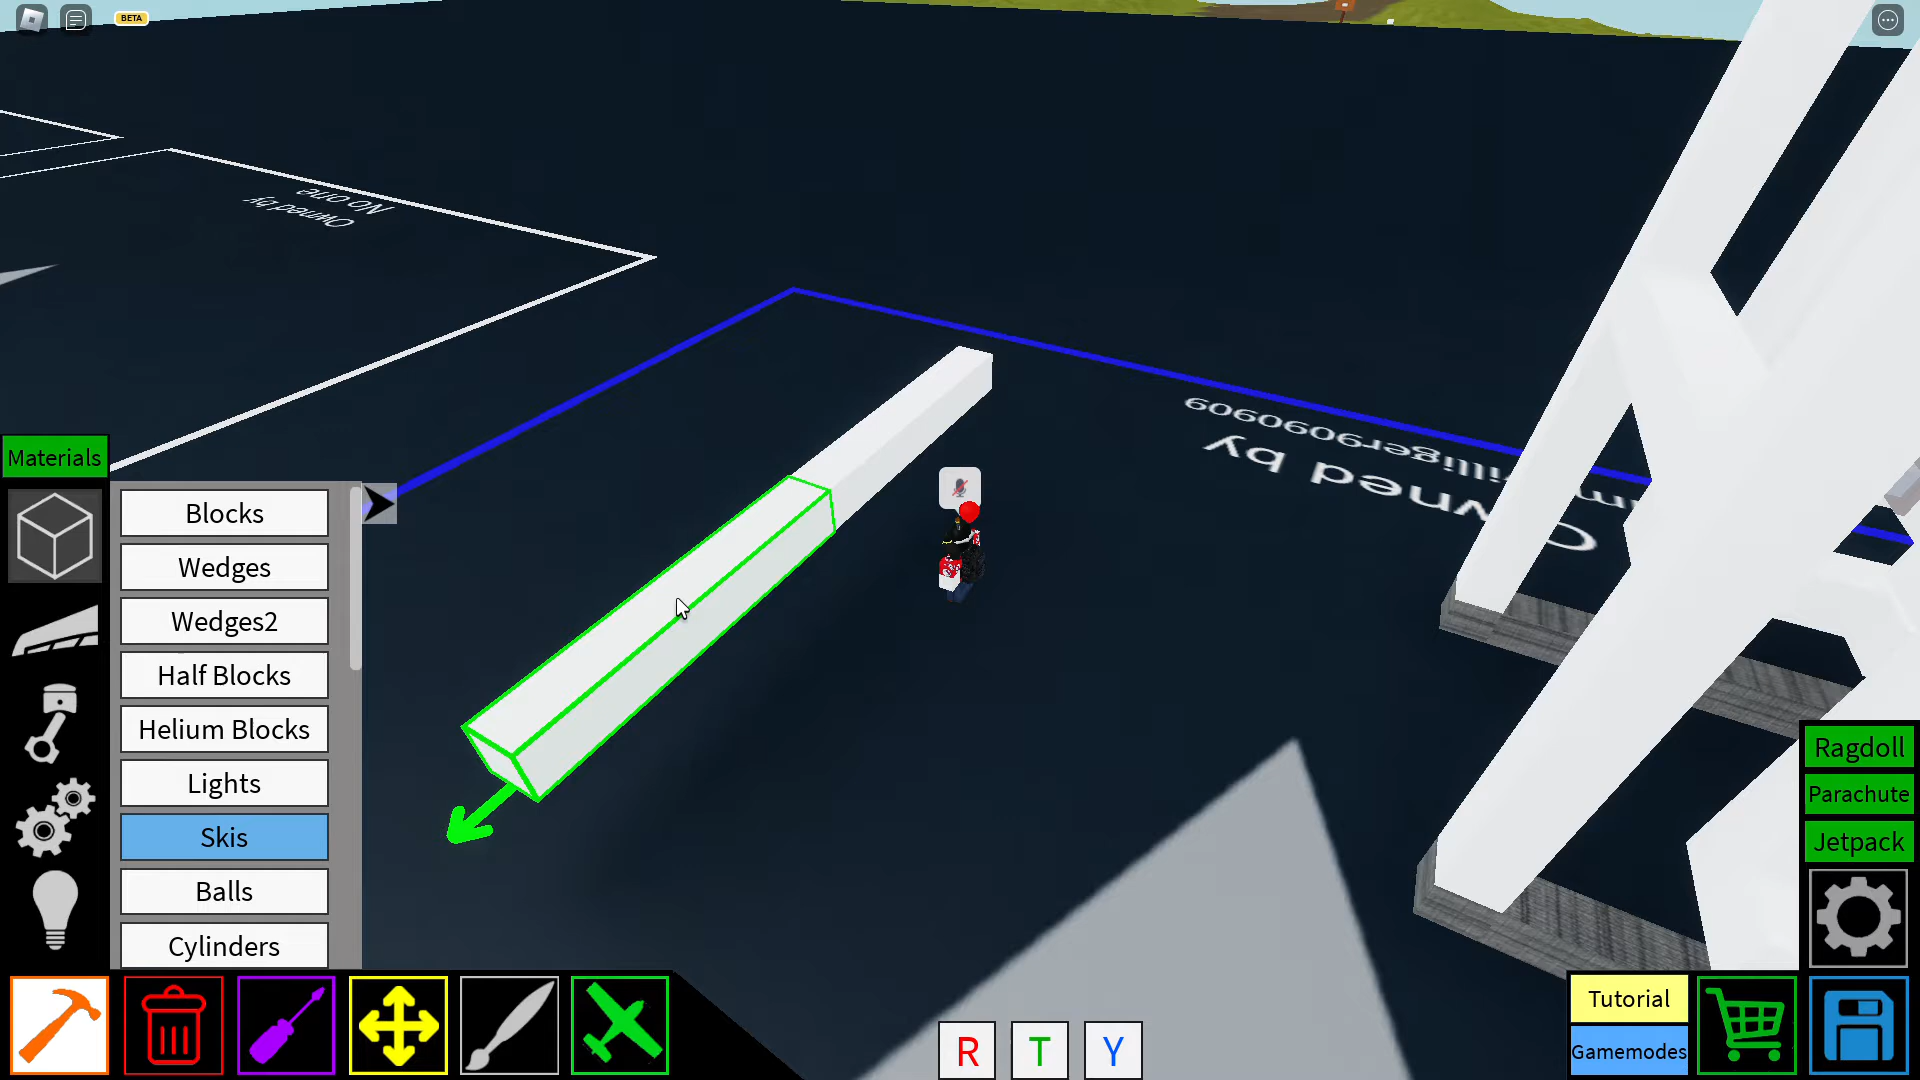 BETA
Owned by
No one
Owned by
Materials
Blocks
Wedges
Wedges2
Half Blocks
Helium Blocks
Lights
Skis
Balls
Cylinders
Ragdoll
Parachute
Jetpack
Tutorial
Gamemodes
R
T
Y